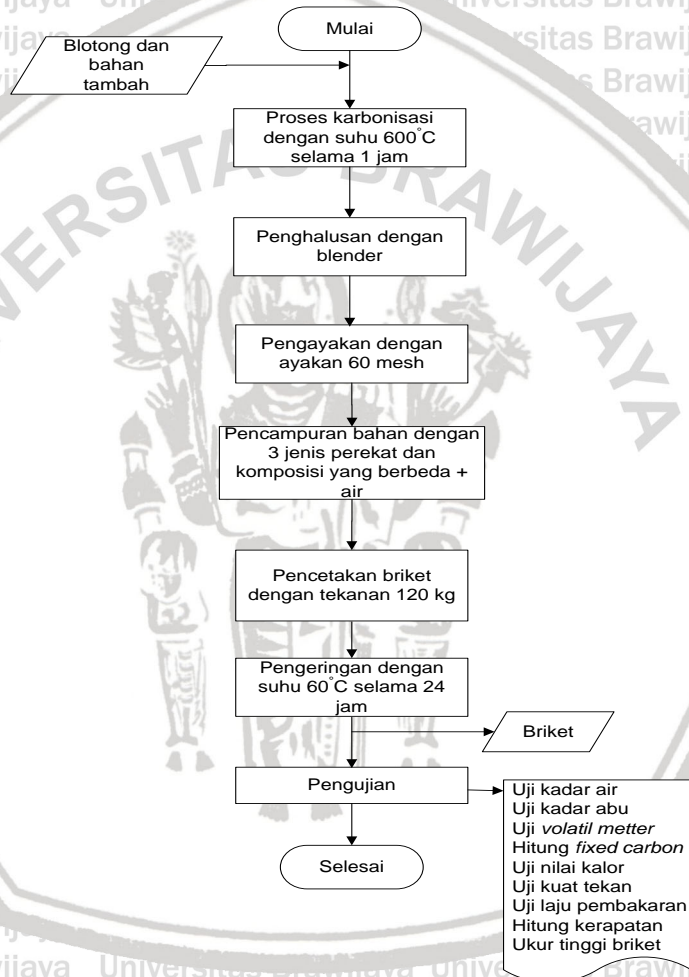 Mulai
Blotong dan
bahan
tambah
Proses karbonisasi
dengan suhu 600°C
selama 1 jam
Penghalusan dengan
blender
Pengayakan dengan
ayakan 60 mesh
Pencampuran bahan dengan
3 jenis perekat dan
komposisi yang berbeda +
air
Pencetakan briket
dengan tekanan 120 kg
Pengeringan dengan
suhu 60°C selama 24
jam
Briket
Pengujian
Uji kadar air
Uji kadar abu
Uji volatil metter
Hitung fixed carbon
Uji nilai kalor
Uji kuat tekan
Uji laju pembakaran
Hitung kerapatan
Ukur tinggi briket
Selesai
UNIVERSITAS BRAWIJAYA